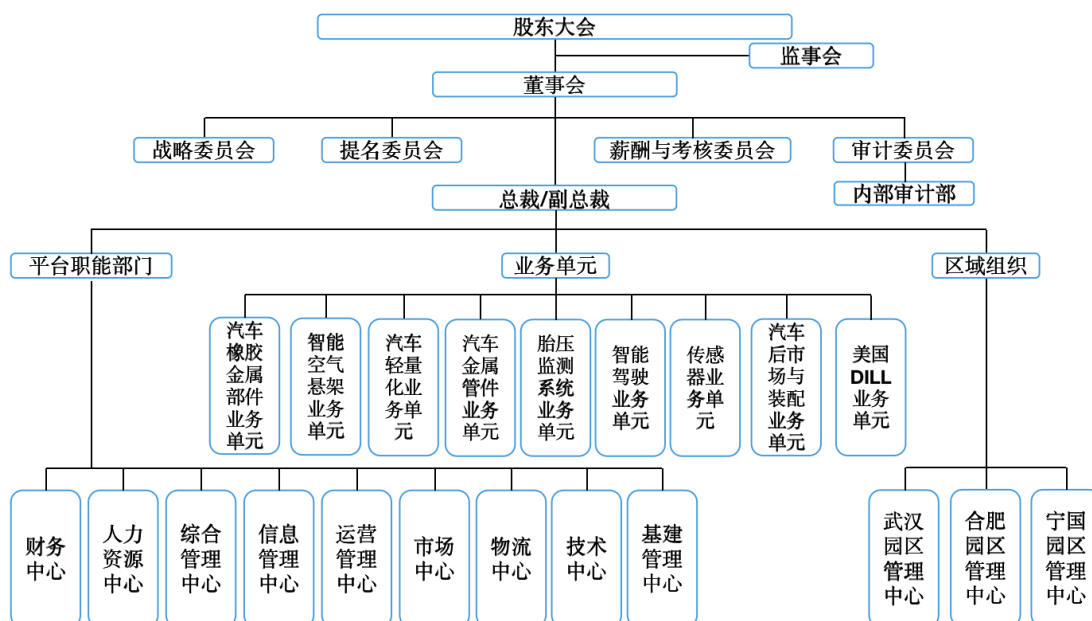 股东大会
监事会
董事会
战略委员会
提名委员会
薪酬与考核委员会
审计委员会
内部审计部
总裁/副总裁
平台职能部门
业务单元
区域组织
汽车
橡胶
金属
部件
业务
单元
智能
空气
悬架
业务
单元
汽车
轻量
化业
务单
元
汽车
金属
管件
业务
单元
胎压
监测
系统
业务
单元
智能
驾驶
业务
单元
传感
器业
务单
元
汽车
后市
场与
装配
业务
单元
美国
DILL
业务
单元
财务
中心
人力
资源
中心
综合
管理
中心
信息
管理
中心
运营
管理
中心
市场
中心
物流
中心
技术
中心
基建
管理
中心
武汉
园区
管理
中心
合肥
园区
管理
中心
宁国
园区
管理
中心